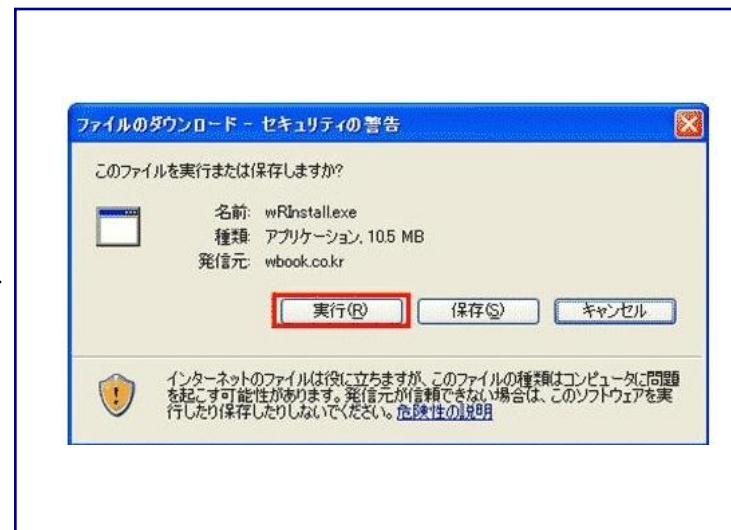 ファイルのダウンロード - セキュリティの警告
このファイルを実行または保存しますか?
名前: wRInstall.exe
種類: アプリケーション, 10.5 MB
発信元: wbook.co.kr
実行(R) 保存(S) キャンセル
インターネットのファイルは役に立ちますが、このファイルの種類はコンピュータに問題
を起こす可能性があります。発信元が信頼できない場合は、このソフトウェアを実
行したり保存したりしないでください。危険性の説明